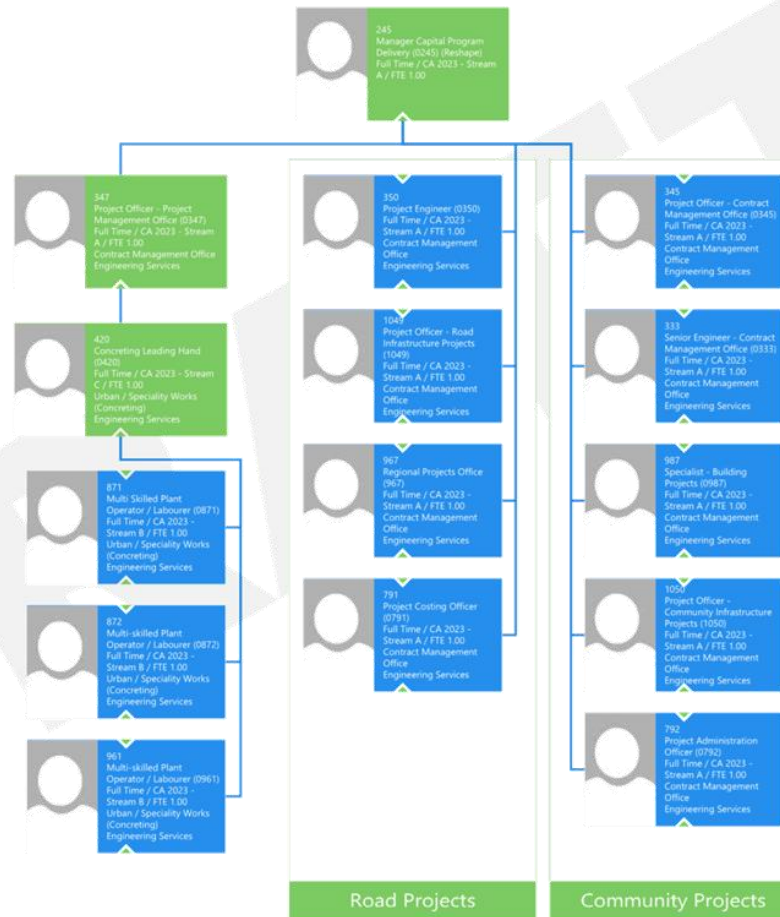 245
Manager Capital Program
Delivery (0245) (Reshape)
Full Time / CA 2023 - Stream
A / FTE 1.00
347
Project Officer - Project
Management Office (0347)
Full Time / CA 2023 - Stream
A / FTE 1.00
Contract Management Office
Engineering Services
420
Concreting Leading Hand
(0420)
Full Time / CA 2023 - Stream
C / FTE 1.00
Urban / Speciality Works
(Concreting)
Engineering Services
871
Multi Skilled Plant
Operator / Labourer (0871)
Full Time / CA 2023 -
Stream B / FTE 1.00
Urban / Speciality Works
(Concreting)
Engineering Services
872
Multi-skilled Plant
Operator / Labourer (0872)
Full Time / CA 2023 -
Stream B / FTE 1.00
Urban / Speciality Works
(Concreting)
Engineering Services
961
Multi-skilled Plant
Operator / Labourer (0961)
Full Time / CA 2023 -
Stream B / FTE 1.00
Urban / Speciality Works
(Concreting)
Engineering Services
350
Project Engineer (0350)
Full Time / CA 2023 -
Stream A / FTE 1.00
Contract Management
Office
Engineering Services
1049
Project Officer - Road
Infrastructure Projects
(1049)
Full Time / CA 2023 -
Stream A / FTE 1.00
Contract Management
Office
Engineering Services
967
Regional Projects Office
(967)
Full Time / CA 2023 -
Stream A / FTE 1.00
Contract Management
Office
Engineering Services
791
Project Costing Officer
(0791)
Full Time / CA 2023 -
Stream A / FTE 1.00
Contract Management
Office
Engineering Services
Road Projects
345
Project Officer - Contract
Management Office (0345)
Full Time / CA 2023 -
Stream A / FTE 1.00
Contract Management
Office
Engineering Services
333
Senior Engineer - Contract
Management Office (0333)
Full Time / CA 2023 -
Stream A / FTE 1.00
Contract Management
Office
Engineering Services
987
Specialist - Building
Projects (0987)
Full Time / CA 2023 -
Stream A / FTE 1.00
Contract Management
Office
Engineering Services
1050
Project Officer -
Community Infrastructure
Projects (1050)
Full Time / CA 2023 -
Stream A / FTE 1.00
Contract Management
Office
Engineering Services
792
Project Administration
Officer (0792)
Full Time / CA 2023 -
Stream A / FTE 1.00
Contract Management
Office
Engineering Services
Community Projects